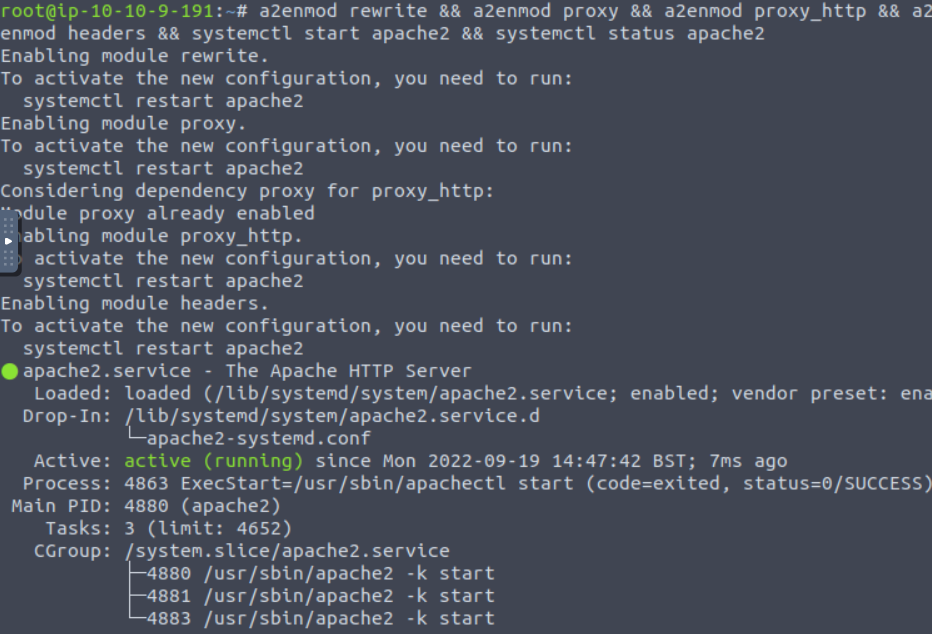 root@ip-10-10-9-191:~# a2enmod rewrite && a2enmod proxy && a2enmod proxy_http && a2
enmod headers && systemctl start apache2 && systemctl status apache2
Enabling module rewrite.
To activate the new configuration, you need to run:
  systemctl restart apache2
Enabling module proxy.
To activate the new configuration, you need to run:
  systemctl restart apache2
Considering dependency proxy for proxy_http:
Module proxy already enabled
abling module proxy_http.
activate the new configuration, you need to run:
  systemctl restart apache2
Enabling module headers.
To activate the new configuration, you need to run:
  systemctl restart apache2
● apache2.service - The Apache HTTP Server
   Loaded: loaded (/lib/systemd/system/apache2.service; enabled; vendor preset: ena
  Drop-In: /lib/systemd/system/apache2.service.d
           └─apache2-systemd.conf
   Active: active (running) since Mon 2022-09-19 14:47:42 BST; 7ms ago
  Process: 4863 ExecStart=/usr/sbin/apachectl start (code=exited, status=0/SUCCESS)
 Main PID: 4880 (apache2)
    Tasks: 3 (limit: 4652)
   CGroup: /system.slice/apache2.service
           ├─4880 /usr/sbin/apache2 -k start
           ├─4881 /usr/sbin/apache2 -k start
           └─4883 /usr/sbin/apache2 -k start